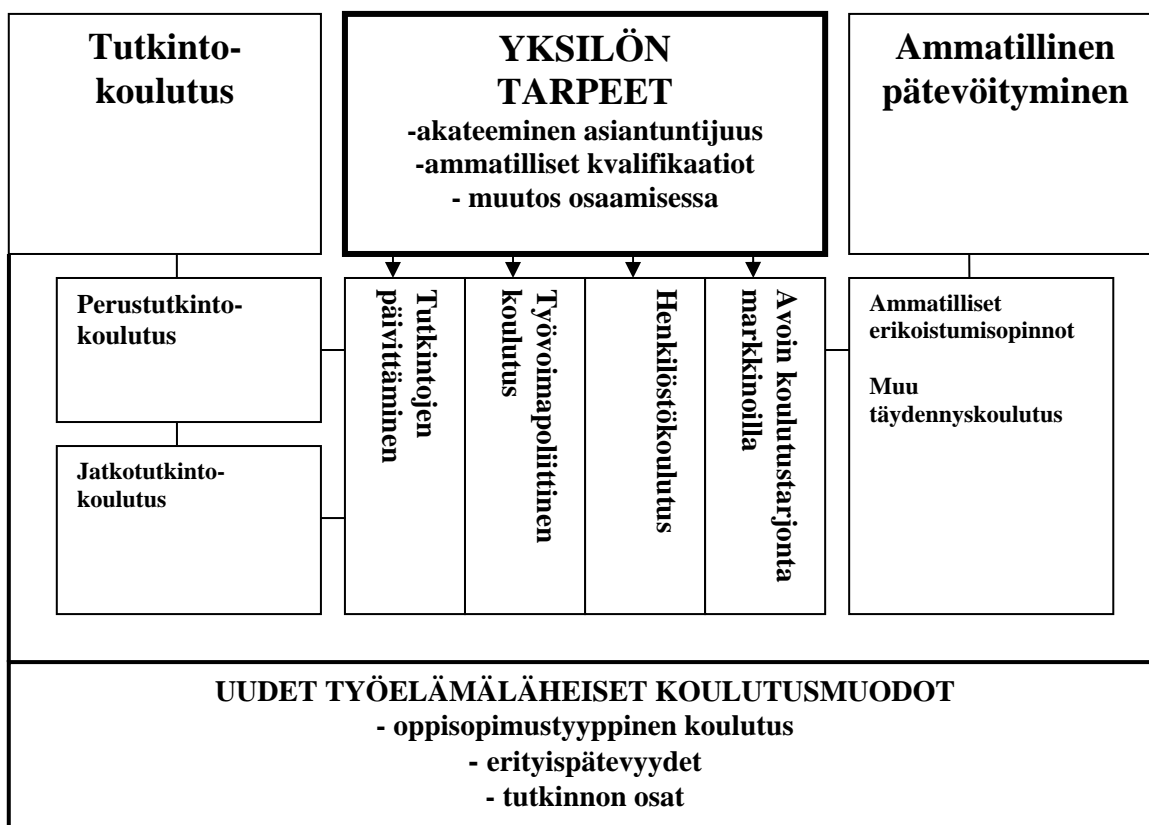 Tutkinto-
koulutus
YKSILÖN
TARPEET
-akateeminen asiantuntijuus
-ammatilliset kvalifikaatiot
- muutos osaamisessa
Ammatillinen
pätevöityminen
Perustutkinto-
koulutus
Jatkotutkinto-
koulutus
Tutkintojen
päivittäminen
Työvoimapoliittinen
koulutus
Henkilöstökoulutus
Avoin koulutustarjonta
markkinoilla
Ammatilliset
erikoistumisopinnot
Muu
täydennyskoulutus
UUDET TYÖELÄMÄLÄHEISET KOULUTUSMUODOT
- oppisopimustyyppinen koulutus
- erityispätevyydet
- tutkinnon osat